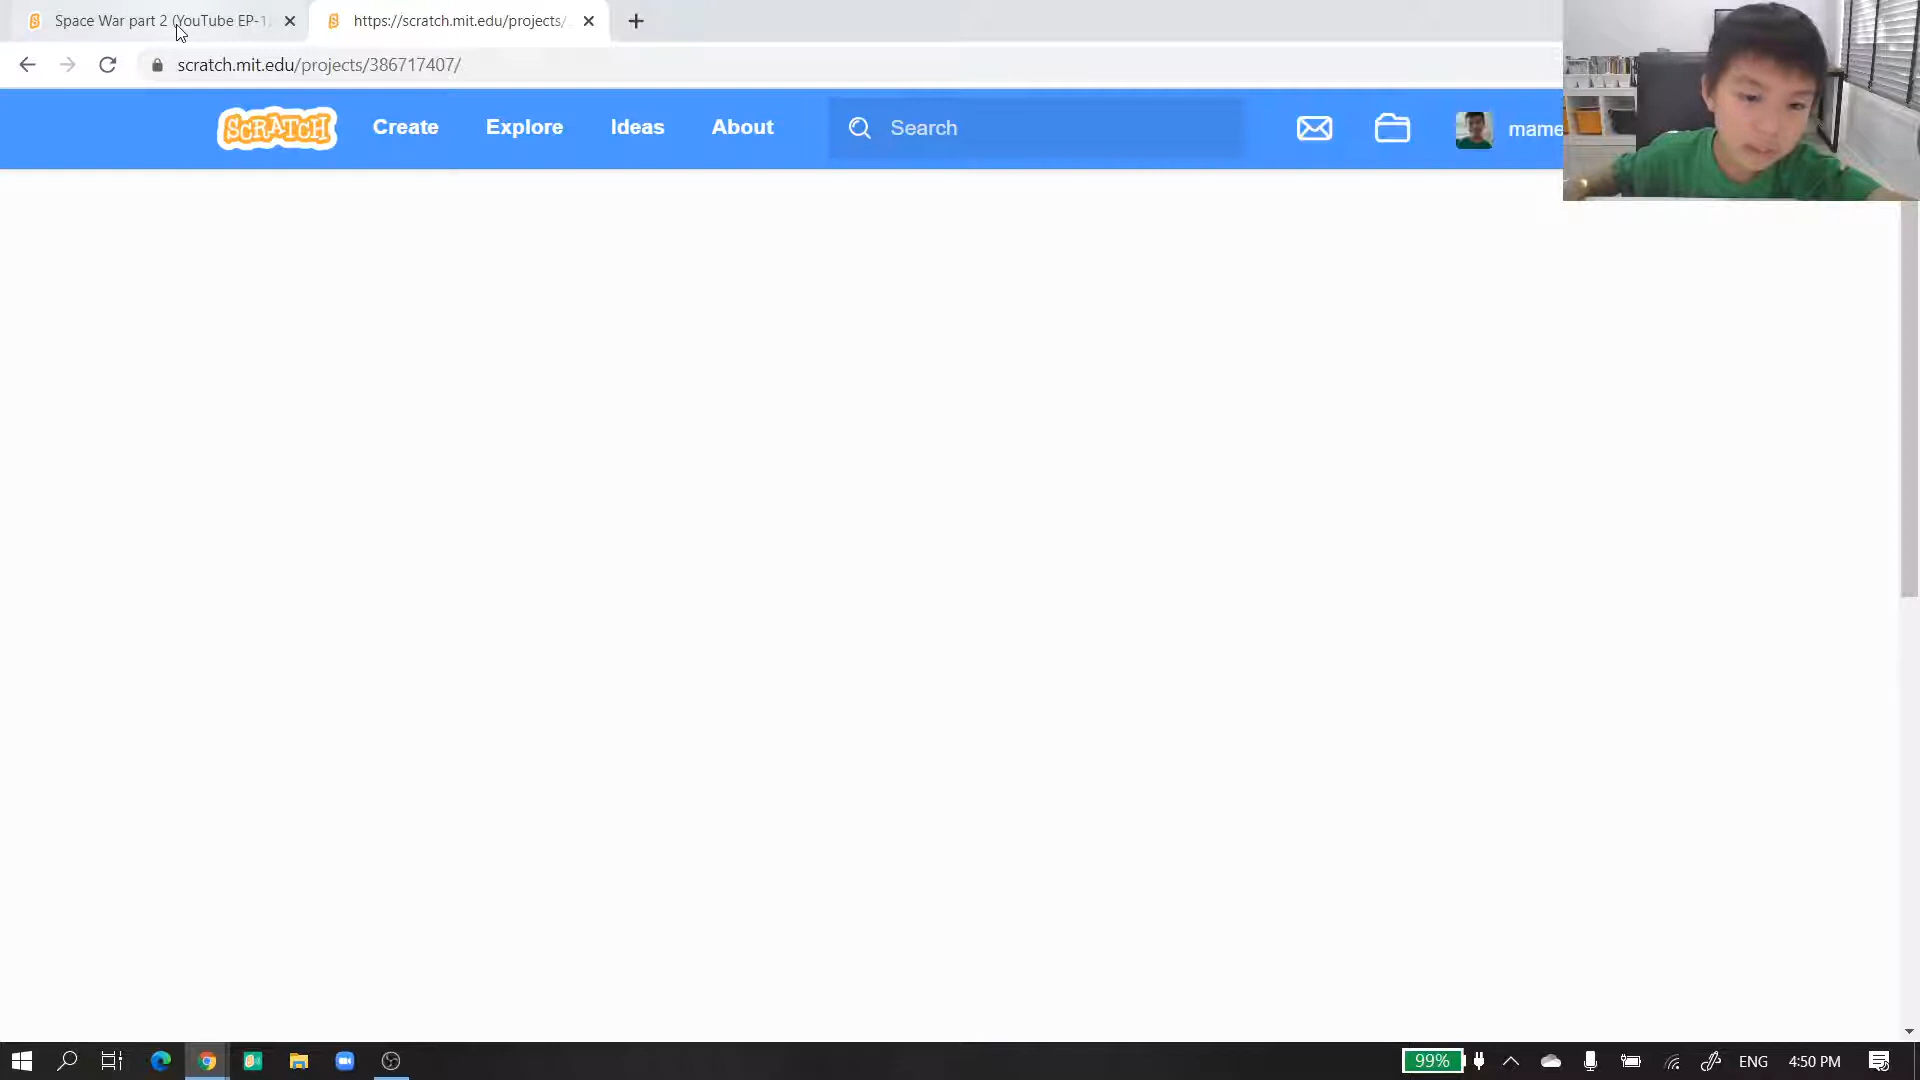 Space War part 2 (YouTube EP-1
https://scratch.mit.edu/projects/
scratch.mit.edu/projects/386717407/
SCRATCH
Create
Explore
Ideas
About
Search
mame
99%
ENG
4:50 PM